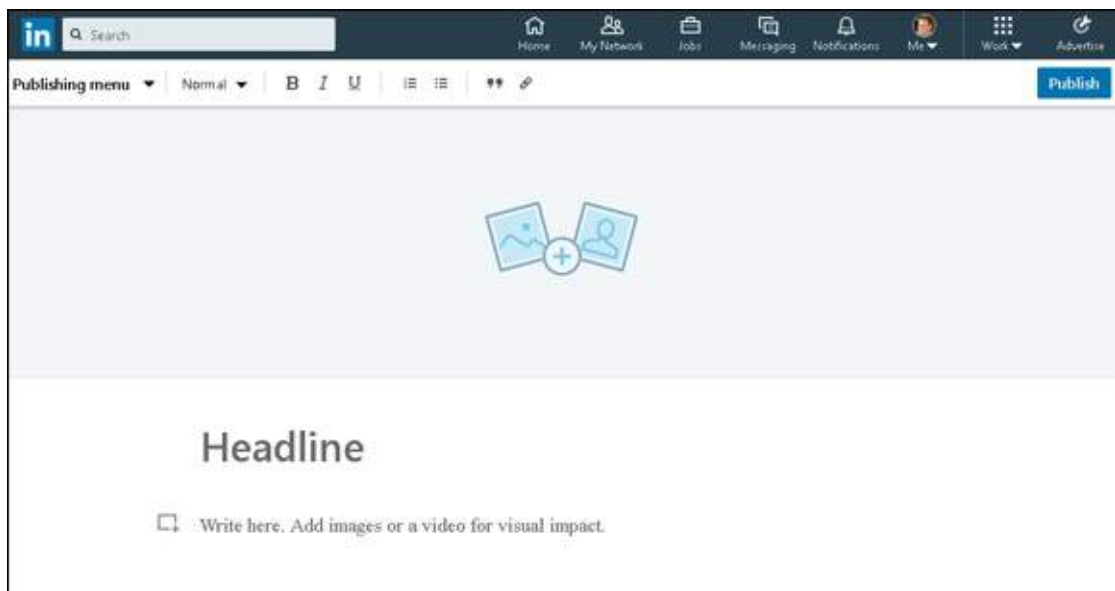 in Search
Home My Network Jobs Messaging Notifications Me Work Advertise
Publishing menu Normal B I U Publish
Headline
Write here. Add images or a video for visual impact.